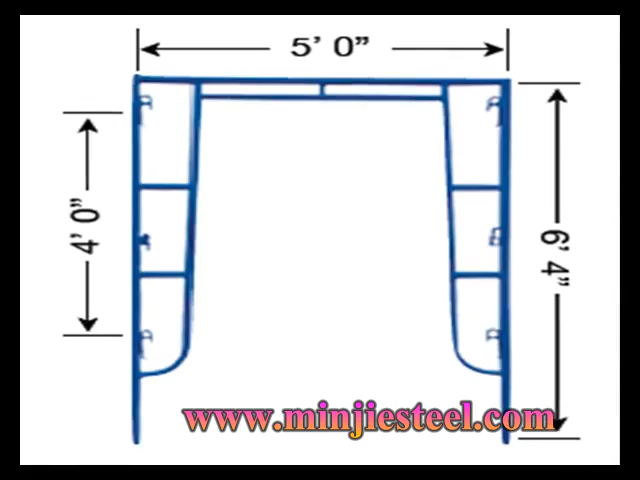 5’ 0”
4’ 0”
6’ 4”
www.minjiesteel.com